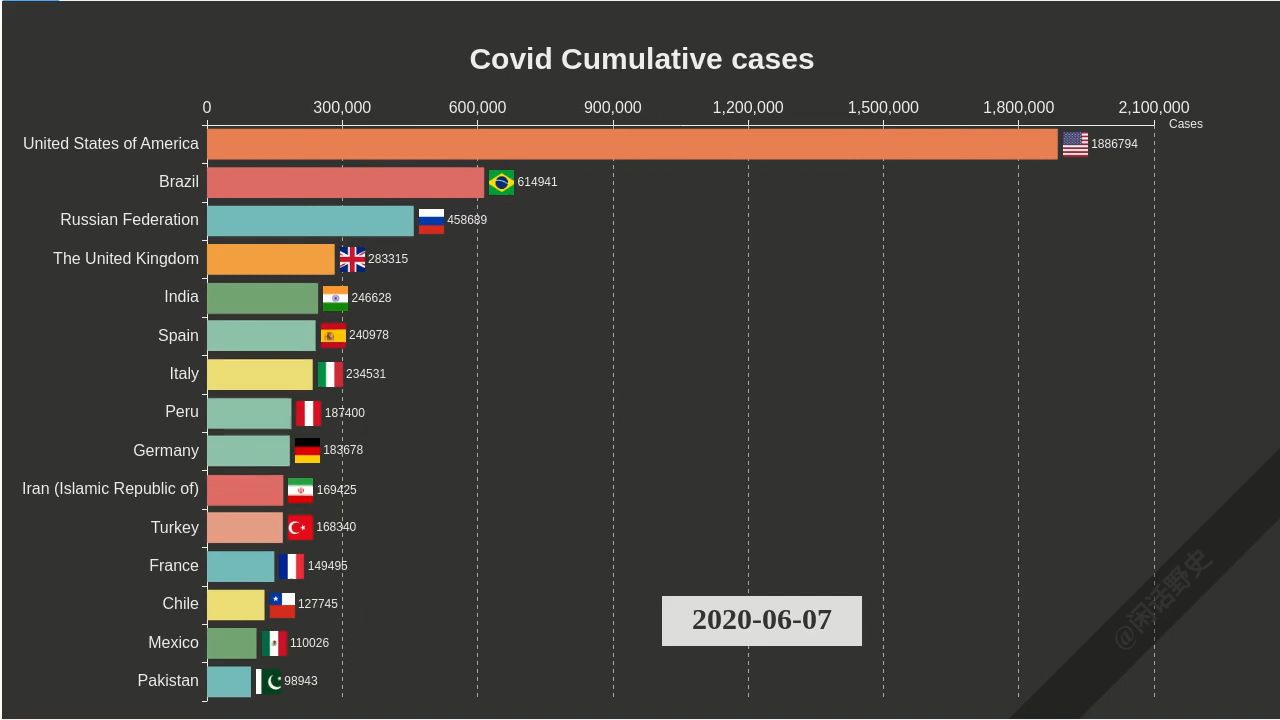 Covid Cumulative cases
0 300,000 600,000 900,000 1,200,000 1,500,000 1,800,000 2,100,000
Cases
United States of America 1886794
Brazil 614941
Russian Federation 458689
The United Kingdom 283315
India 246628
Spain 240978
Italy 234531
Peru 187400
Germany 183678
Iran (Islamic Republic of) 169425
Turkey 168340
France 149495
Chile 127745
Mexico 110026
Pakistan 98943
2020-06-07
@闲话野史